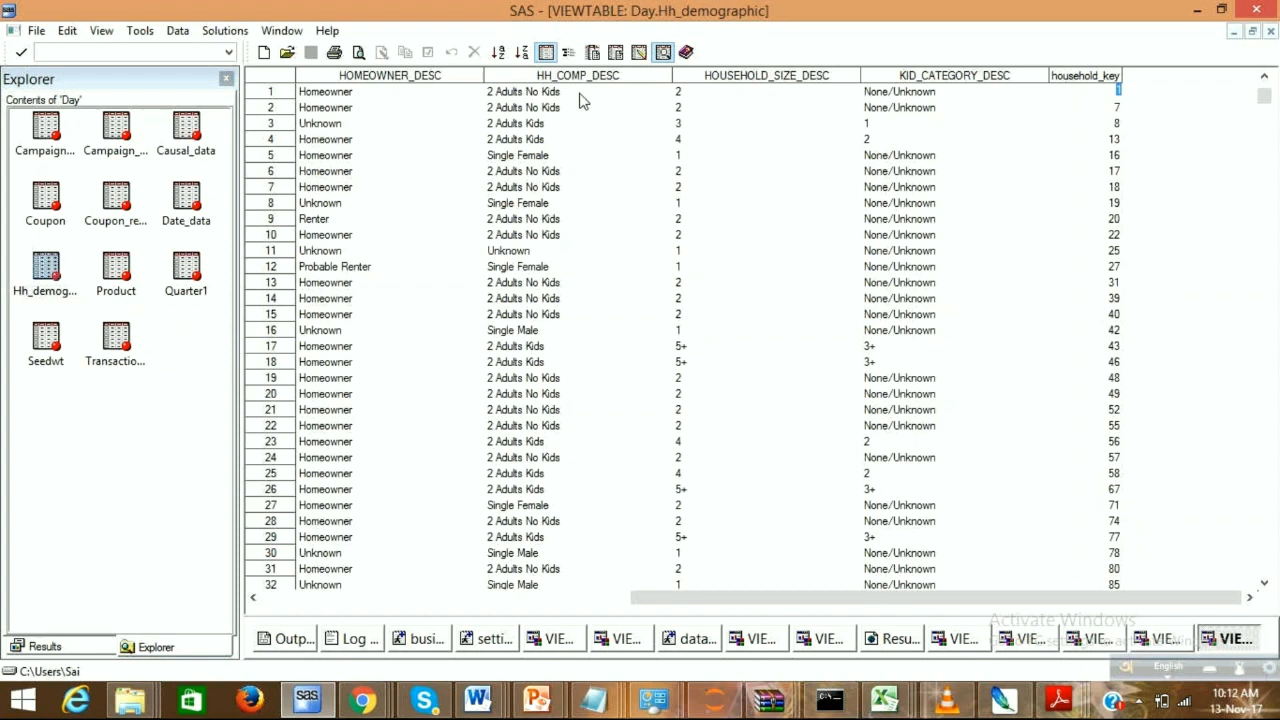 SAS - [VIEWTABLE: Day.Hh_demographic]
File Edit View Tools Data Solutions Window Help
Explorer
Contents of 'Day'
Campaign... Campaign_... Causal_data
Coupon Coupon_re... Date_data
Hh_demog... Product Quarter1
Seedwt Transactio...
HOMEOWNER_DESC HH_COMP_DESC HOUSEHOLD_SIZE_DESC KID_CATEGORY_DESC household_key
1 Homeowner 2 Adults No Kids 2 None/Unknown 1
2 Homeowner 2 Adults No Kids 2 None/Unknown 7
3 Unknown 2 Adults Kids 3 1 8
4 Homeowner 2 Adults Kids 4 2 13
5 Homeowner Single Female 1 None/Unknown 16
6 Homeowner 2 Adults No Kids 2 None/Unknown 17
7 Homeowner 2 Adults No Kids 2 None/Unknown 18
8 Unknown Single Female 1 None/Unknown 19
9 Renter 2 Adults No Kids 2 None/Unknown 20
10 Homeowner 2 Adults No Kids 2 None/Unknown 22
11 Unknown Unknown 1 None/Unknown 25
12 Probable Renter Single Female 1 None/Unknown 27
13 Homeowner 2 Adults No Kids 2 None/Unknown 31
14 Homeowner 2 Adults No Kids 2 None/Unknown 39
15 Homeowner 2 Adults No Kids 2 None/Unknown 40
16 Unknown Single Male 1 None/Unknown 42
17 Homeowner 2 Adults Kids 5+ 3+ 43
18 Homeowner 2 Adults Kids 5+ 3+ 46
19 Homeowner 2 Adults No Kids 2 None/Unknown 48
20 Homeowner 2 Adults No Kids 2 None/Unknown 49
21 Homeowner 2 Adults No Kids 2 None/Unknown 52
22 Homeowner 2 Adults No Kids 2 None/Unknown 55
23 Homeowner 2 Adults Kids 4 2 56
24 Homeowner 2 Adults No Kids 2 None/Unknown 57
25 Homeowner 2 Adults Kids 4 2 58
26 Homeowner 2 Adults Kids 5+ 3+ 67
27 Homeowner Single Female 2 None/Unknown 71
28 Homeowner 2 Adults No Kids 2 None/Unknown 74
29 Homeowner 2 Adults Kids 5+ 3+ 77
30 Unknown Single Male 1 None/Unknown 78
31 Homeowner 2 Adults No Kids 2 None/Unknown 80
32 Unknown Single Male 1 None/Unknown 85
Activate Windows
Results Explorer
Outp... Log ... busi... setti... VIE... VIE... data... VIE... VIE... Resu... VIE... VIE... VIE... VIE... VIE...
C:\Users\Sai
English
10:12 AM
13-Nov-17